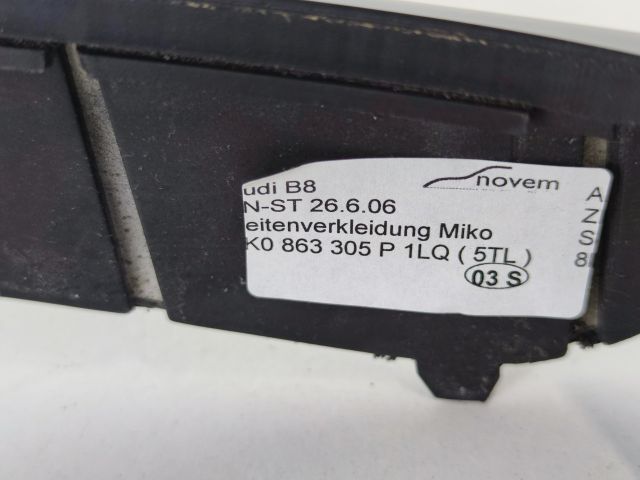 udi B8
novem
N-ST 26.6.06
eitenverkleidung Miko
K0 863 305 P 1LQ ( 5TL )
03 S
A
Z
S
8